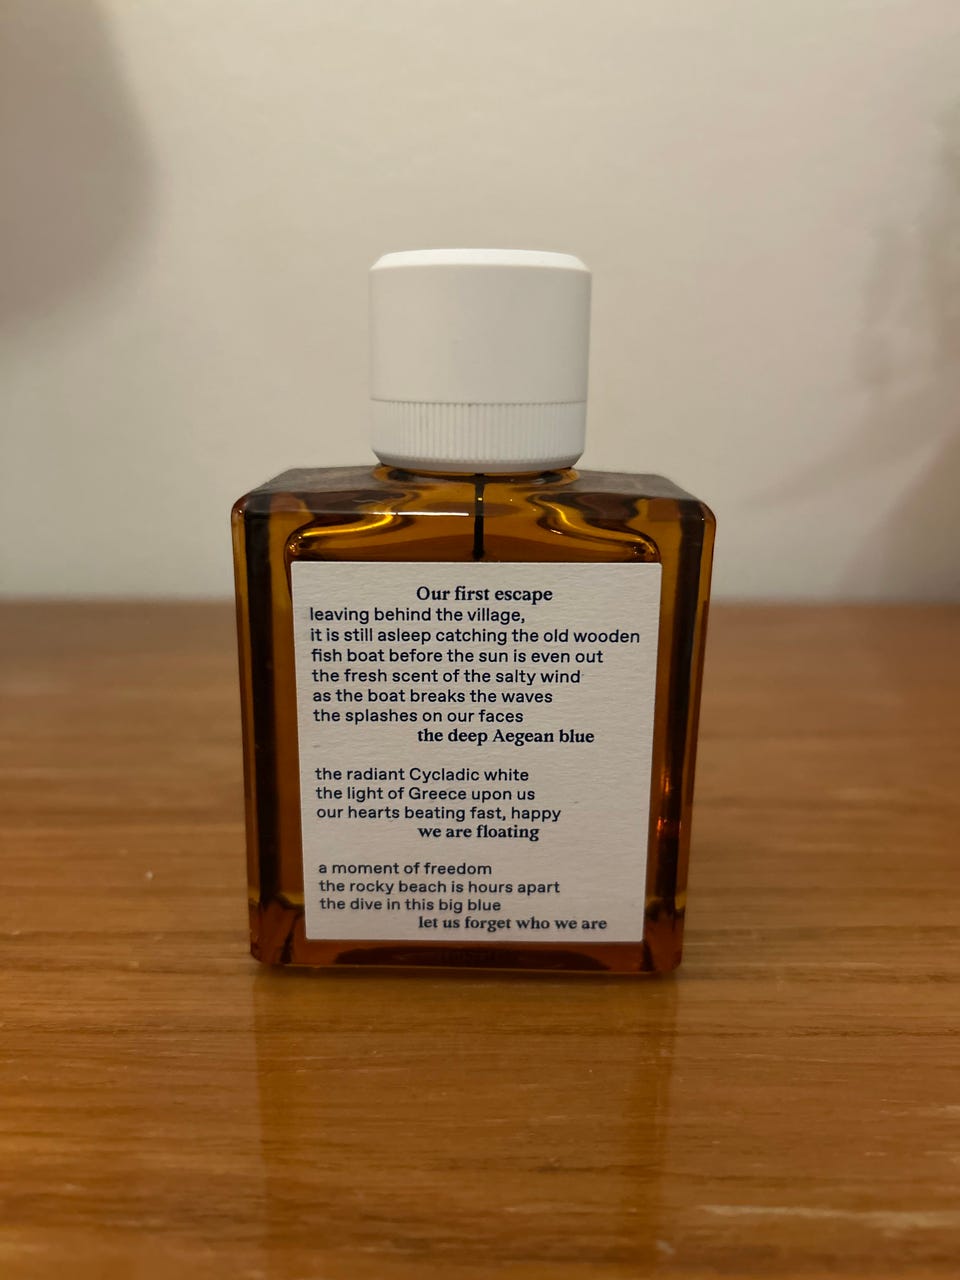 Our first escape
leaving behind the village,
it is still asleep catching the old wooden
fish boat before the sun is even out
the fresh scent of the salty wind
as the boat breaks the waves
the splashes on our faces
the deep Aegean blue
the radiant Cycladic white
the light of Greece upon us
our hearts beating fast, happy
we are floating
a moment of freedom
the rocky beach is hours apart
the dive in this big blue
let us forget who we are